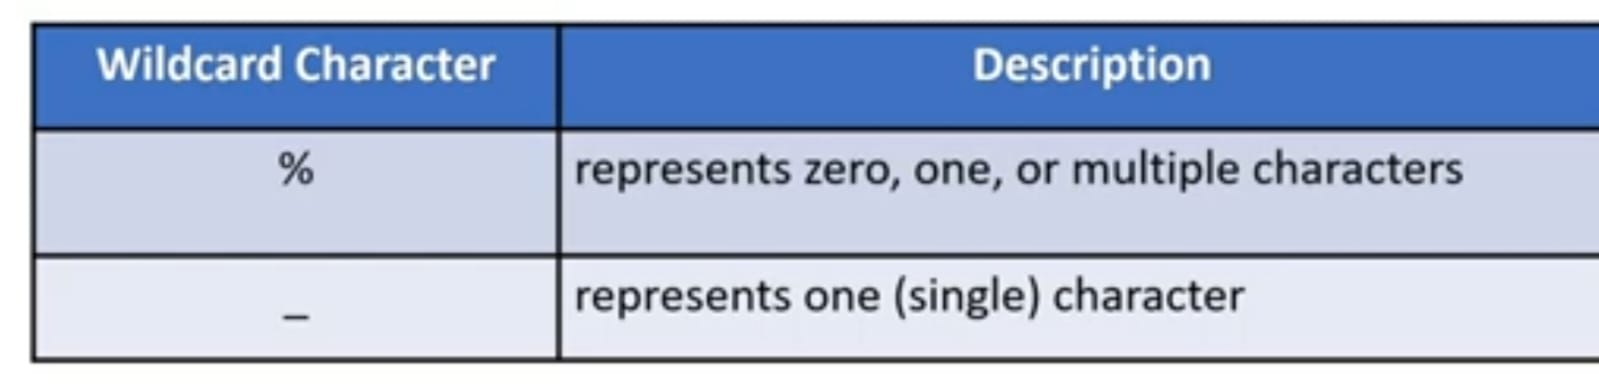 Wildcard Character Description
% represents zero, one, or multiple characters
_ represents one (single) character